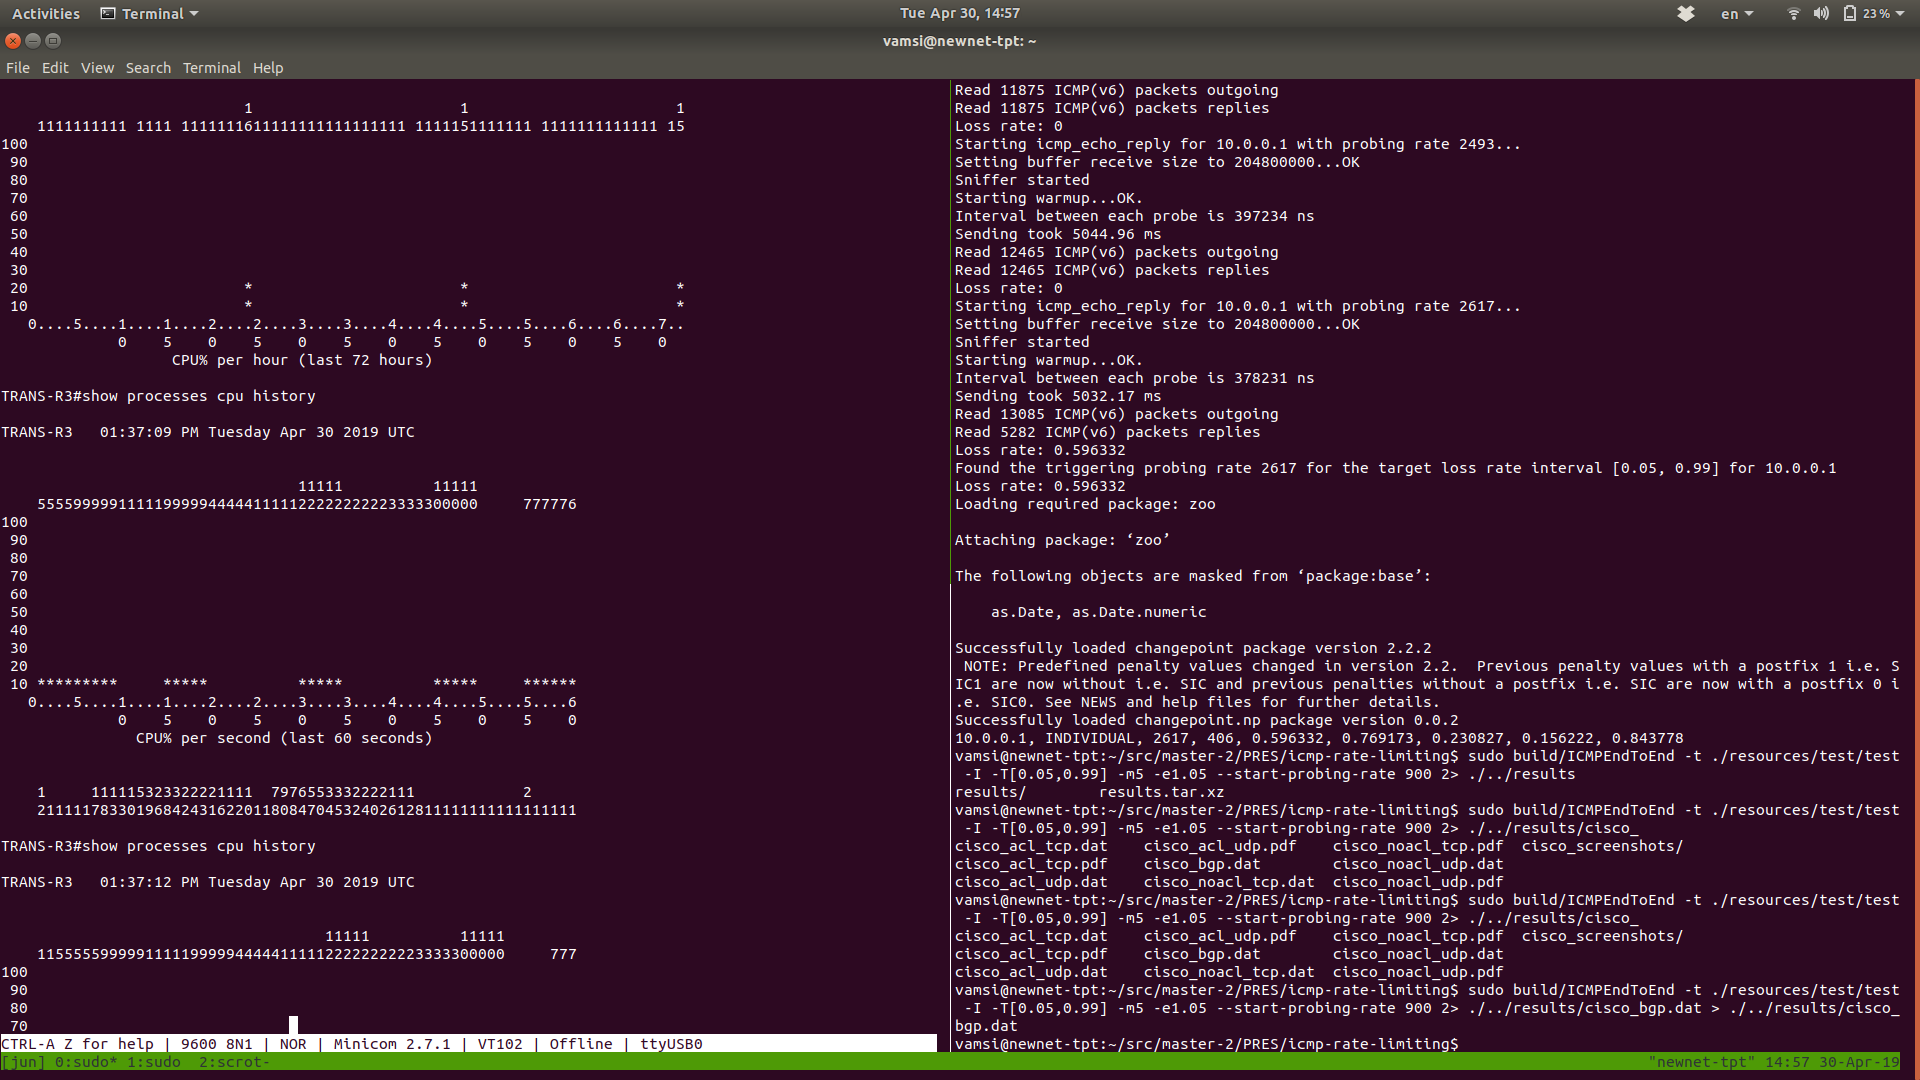 Activities Terminal Tue Apr 30, 14:57 en 23 %
vamsi@newnet-tpt: ~
File Edit View Search Terminal Help
                           1                       1                       1
    1111111111 1111 11111116111111111111111111 1111151111111 1111111111111 15
100
 90
 80
 70
 60
 50
 40
 30
 20                        *                       *                       *
 10                        *                       *                       *
   0....5....1....1....2....2....3....3....4....4....5....5....6....6....7..
             0    5    0    5    0    5    0    5    0    5    0    5    0
                   CPU% per hour (last 72 hours)
TRANS-R3#show processes cpu history
TRANS-R3   01:37:09 PM Tuesday Apr 30 2019 UTC
                                 11111          11111
    5555999991111199999444441111122222222223333300000     777776
100
 90
 80
 70
 60
 50
 40
 30
 20
 10 *********     *****          *****          *****     ******
   0....5....1....1....2....2....3....3....4....4....5....5....6
             0    5    0    5    0    5    0    5    0    5    0
               CPU% per second (last 60 seconds)
    1     111115323322221111  7976553332222111            2
    211111783301968424316220118084704532402612811111111111111111
TRANS-R3#show processes cpu history
TRANS-R3   01:37:12 PM Tuesday Apr 30 2019 UTC
                                    11111          11111
    1155555999991111199999444441111122222222223333300000     777
100
 90
 80
 70
CTRL-A Z for help | 9600 8N1 | NOR | Minicom 2.7.1 | VT102 | Offline | ttyUSB0
Read 11875 ICMP(v6) packets outgoing
Read 11875 ICMP(v6) packets replies
Loss rate: 0
Starting icmp_echo_reply for 10.0.0.1 with probing rate 2493...
Setting buffer receive size to 204800000...OK
Sniffer started
Starting warmup...OK.
Interval between each probe is 397234 ns
Sending took 5044.96 ms
Read 12465 ICMP(v6) packets outgoing
Read 12465 ICMP(v6) packets replies
Loss rate: 0
Starting icmp_echo_reply for 10.0.0.1 with probing rate 2617...
Setting buffer receive size to 204800000...OK
Sniffer started
Starting warmup...OK.
Interval between each probe is 378231 ns
Sending took 5032.17 ms
Read 13085 ICMP(v6) packets outgoing
Read 5282 ICMP(v6) packets replies
Loss rate: 0.596332
Found the triggering probing rate 2617 for the target loss rate interval [0.05, 0.99] for 10.0.0.1
Loss rate: 0.596332
Loading required package: zoo
Attaching package: ‘zoo’
The following objects are masked from ‘package:base’:
    as.Date, as.Date.numeric
Successfully loaded changepoint package version 2.2.2
 NOTE: Predefined penalty values changed in version 2.2.  Previous penalty values with a postfix 1 i.e. S
IC1 are now without i.e. SIC and previous penalties without a postfix i.e. SIC are now with a postfix 0 i
.e. SIC0. See NEWS and help files for further details.
Successfully loaded changepoint.np package version 0.0.2
10.0.0.1, INDIVIDUAL, 2617, 406, 0.596332, 0.769173, 0.230827, 0.156222, 0.843778
vamsi@newnet-tpt:~/src/master-2/PRES/icmp-rate-limiting$ sudo build/ICMPEndToEnd -t ./resources/test/test
 -I -T[0.05,0.99] -m5 -e1.05 --start-probing-rate 900 2> ./../results
results/        results.tar.xz
vamsi@newnet-tpt:~/src/master-2/PRES/icmp-rate-limiting$ sudo build/ICMPEndToEnd -t ./resources/test/test
 -I -T[0.05,0.99] -m5 -e1.05 --start-probing-rate 900 2> ./../results/cisco_
cisco_acl_tcp.dat    cisco_acl_udp.pdf    cisco_noacl_tcp.pdf  cisco_screenshots/
cisco_acl_tcp.pdf    cisco_bgp.dat        cisco_noacl_udp.dat
cisco_acl_udp.dat    cisco_noacl_tcp.dat  cisco_noacl_udp.pdf
vamsi@newnet-tpt:~/src/master-2/PRES/icmp-rate-limiting$ sudo build/ICMPEndToEnd -t ./resources/test/test
 -I -T[0.05,0.99] -m5 -e1.05 --start-probing-rate 900 2> ./../results/cisco_
cisco_acl_tcp.dat    cisco_acl_udp.pdf    cisco_noacl_tcp.pdf  cisco_screenshots/
cisco_acl_tcp.pdf    cisco_bgp.dat        cisco_noacl_udp.dat
cisco_acl_udp.dat    cisco_noacl_tcp.dat  cisco_noacl_udp.pdf
vamsi@newnet-tpt:~/src/master-2/PRES/icmp-rate-limiting$ sudo build/ICMPEndToEnd -t ./resources/test/test
 -I -T[0.05,0.99] -m5 -e1.05 --start-probing-rate 900 2> ./../results/cisco_bgp.dat > ./../results/cisco_
bgp.dat
vamsi@newnet-tpt:~/src/master-2/PRES/icmp-rate-limiting$
[jun] 0:sudo* 1:sudo  2:scrot- "newnet-tpt" 14:57 30-Apr-19